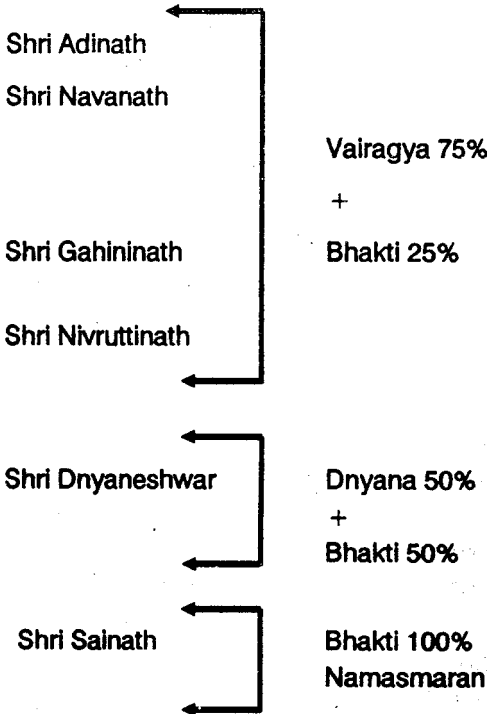 Shri Adinath
Shri Navanath
Vairagya 75%
+
Shri Gahininath
Bhakti 25%
Shri Nivruttinath
Shri Dnyaneshwar
Dnyana 50%
+
Bhakti 50%
Shri Sainath
Bhakti 100%
Namasmaran